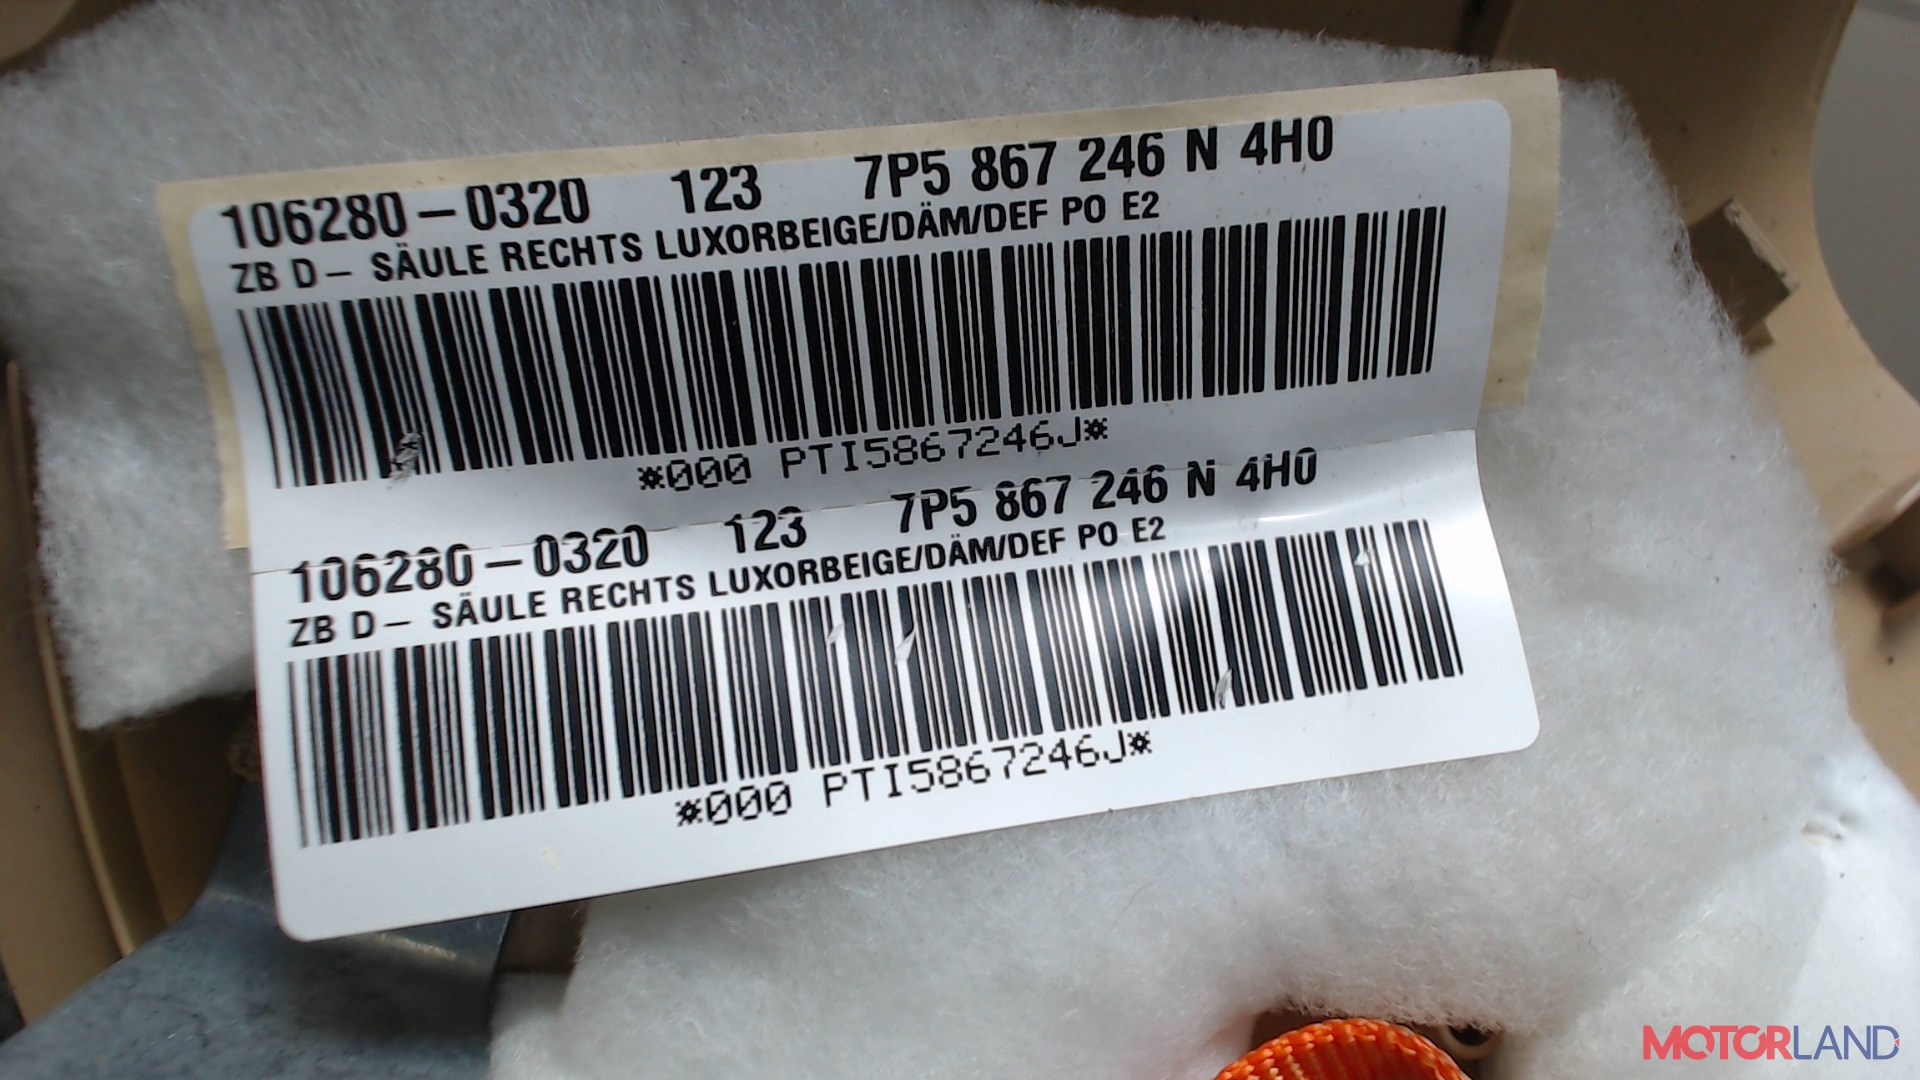 106280-0320 123 7P5 867 246 N 4H0
ZB D- SÄULE RECHTS LUXORBEIGE/DÄM/DEF PO E2
*000 PTI5867246J*
106280-0320 123 7P5 867 246 N 4H0
ZB D- SÄULE RECHTS LUXORBEIGE/DÄM/DEF PO E2
*000 PTI5867246J*
MOTORLAND